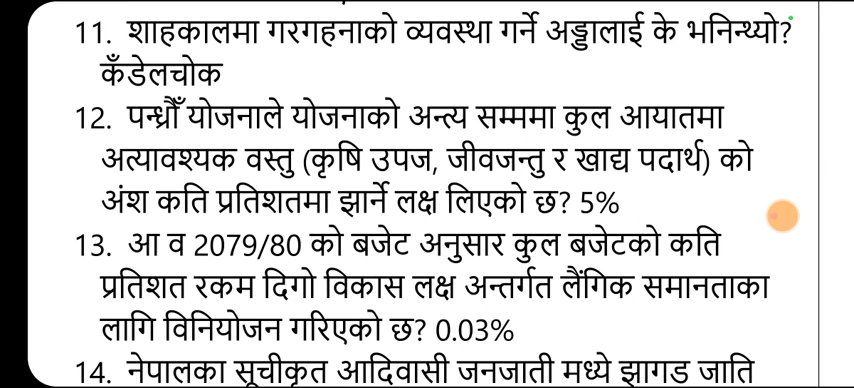 11. शाहकालमा गरगहनाको व्यवस्था गर्ने अड्डालाई के भनिन्थ्यो?
कँडेलचोक
12. पन्ध्रौँ योजनाले योजनाको अन्त्य सम्ममा कुल आयातमा
अत्यावश्यक वस्तु (कृषि उपज, जीवजन्तु र खाद्य पदार्थ) को
अंश कति प्रतिशतमा झार्ने लक्ष लिएको छ? 5%
13. आ व 2079/80 को बजेट अनुसार कुल बजेटको कति
प्रतिशत रकम दिगो विकास लक्ष अन्तर्गत लैंगिक समानताका
लागि विनियोजन गरिएको छ? 0.03%
14. नेपालका सूचीकृत आदिवासी जनजाती मध्ये झागड जाति